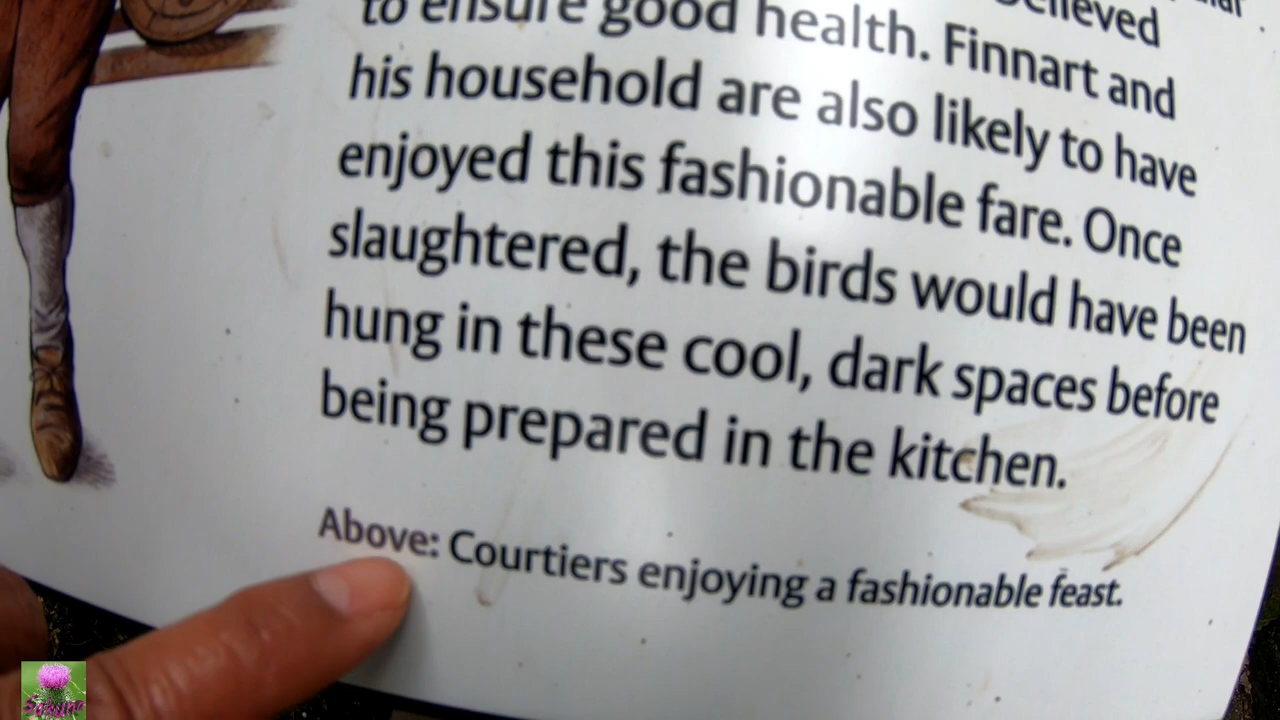 believed
to ensure good health. Finnart and
his household are also likely to have
enjoyed this fashionable fare. Once
slaughtered, the birds would have been
hung in these cool, dark spaces before
being prepared in the kitchen.
Above: Courtiers enjoying a fashionable feast.
Sakura